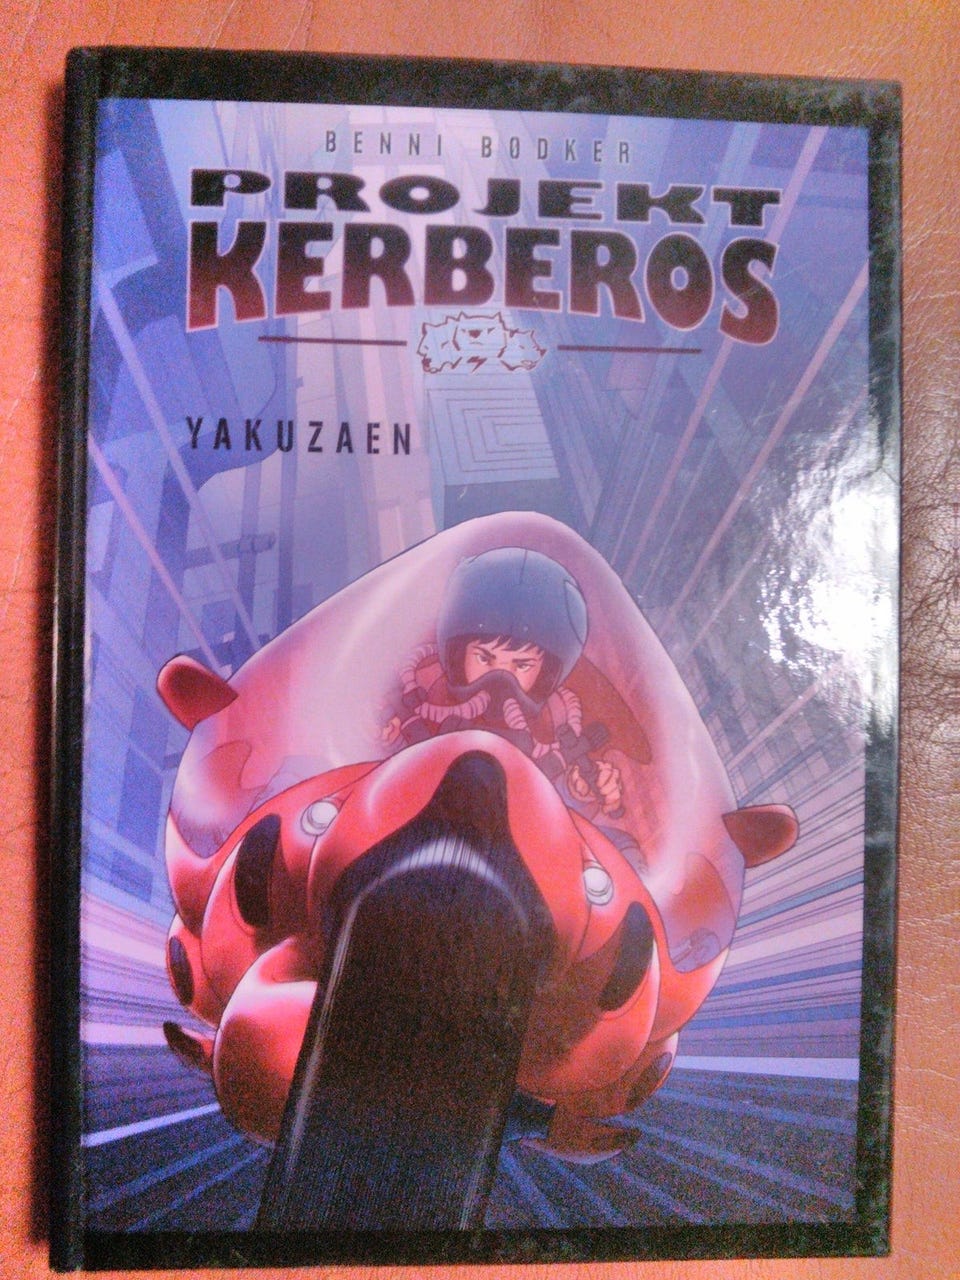 BENNI BØDKER
PROJEKT
KERBEROS
YAKUZAEN